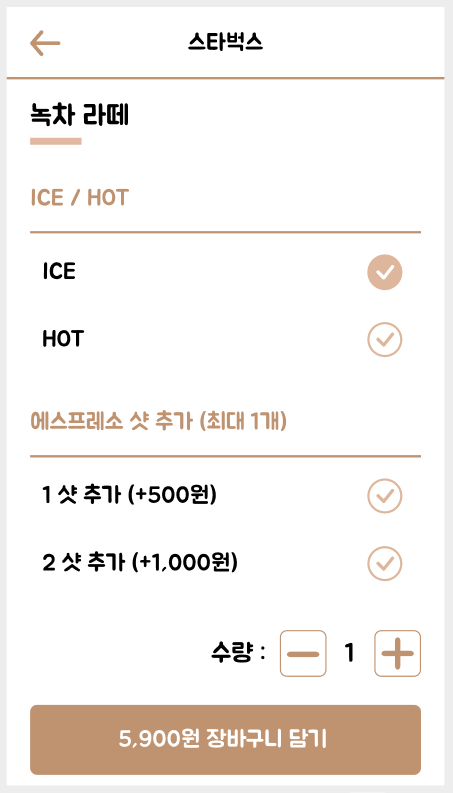 스타벅스
녹차 라떼
ICE / HOT
ICE
HOT
에스프레소 샷 추가 (최대 1개)
1 샷 추가 (+500원)
2 샷 추가 (+1,000원)
수량 : 1
5,900원 장바구니 담기